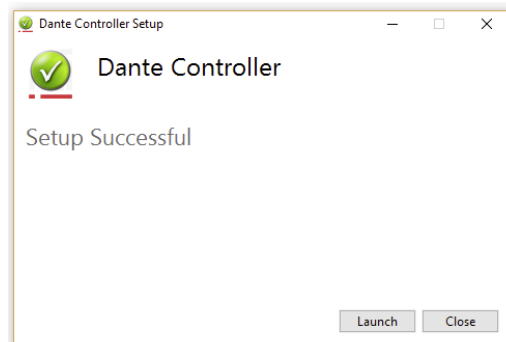 Dante Controller Setup
Dante Controller
Setup Successful
Launch Close